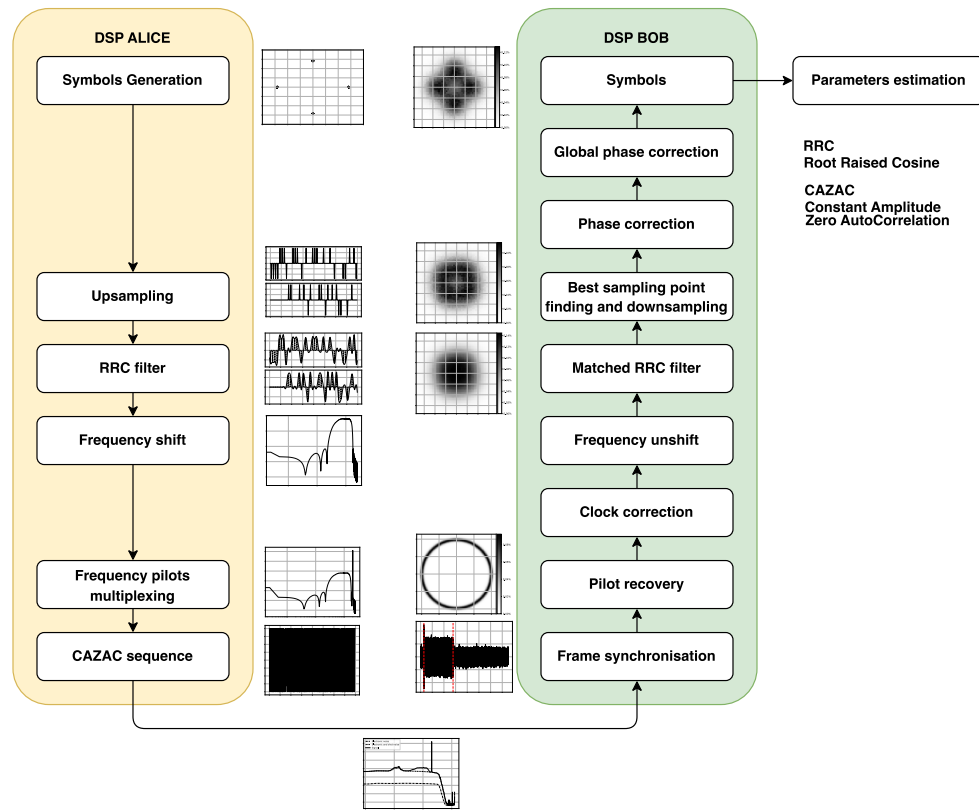 DSP ALICE
Symbols Generation
Upsampling
RRC filter
Frequency shift
Frequency pilots
multiplexing
CAZAC sequence
DSP BOB
Symbols
Global phase correction
Phase correction
Best sampling point
finding and downsampling
Matched RRC filter
Frequency unshift
Clock correction
Pilot recovery
Frame synchronisation
Parameters estimation
RRC
Root Raised Cosine
CAZAC
Constant Amplitude
Zero AutoCorrelation